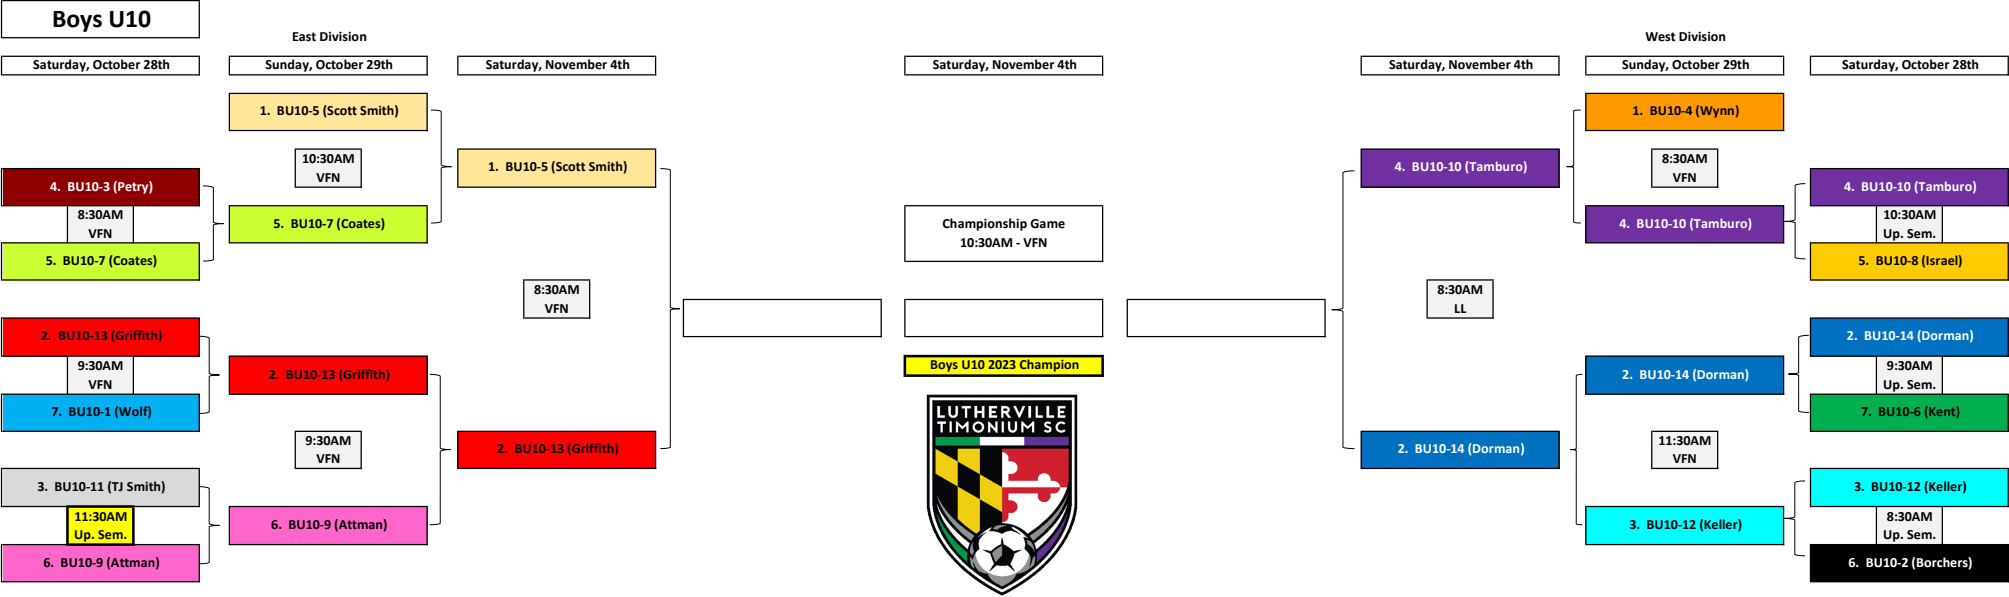 Boys U10
East Division
West Division
Saturday, October 28th
Sunday, October 29th
Saturday, November 4th
Saturday, November 4th
Saturday, November 4th
Sunday, October 29th
Saturday, October 28th
4. BU10-3 (Petry)
8:30AM
VFN
5. BU10-7 (Coates)
2. BU10-13 (Griffith)
9:30AM
VFN
7. BU10-1 (Wolf)
3. BU10-11 (TJ Smith)
11:30AM
Up. Sem.
6. BU10-9 (Attman)
1. BU10-5 (Scott Smith)
10:30AM
VFN
5. BU10-7 (Coates)
2. BU10-13 (Griffith)
9:30AM
VFN
6. BU10-9 (Attman)
1. BU10-5 (Scott Smith)
8:30AM
VFN
2. BU10-13 (Griffith)
Championship Game
10:30AM - VFN
Boys U10 2023 Champion
LUTHERVILLE
TIMONIUM SC
4. BU10-10 (Tamburo)
8:30AM
LL
2. BU10-14 (Dorman)
1. BU10-4 (Wynn)
8:30AM
VFN
4. BU10-10 (Tamburo)
2. BU10-14 (Dorman)
11:30AM
VFN
3. BU10-12 (Keller)
4. BU10-10 (Tamburo)
10:30AM
Up. Sem.
5. BU10-8 (Israel)
2. BU10-14 (Dorman)
9:30AM
Up. Sem.
7. BU10-6 (Kent)
3. BU10-12 (Keller)
8:30AM
Up. Sem.
6. BU10-2 (Borchers)